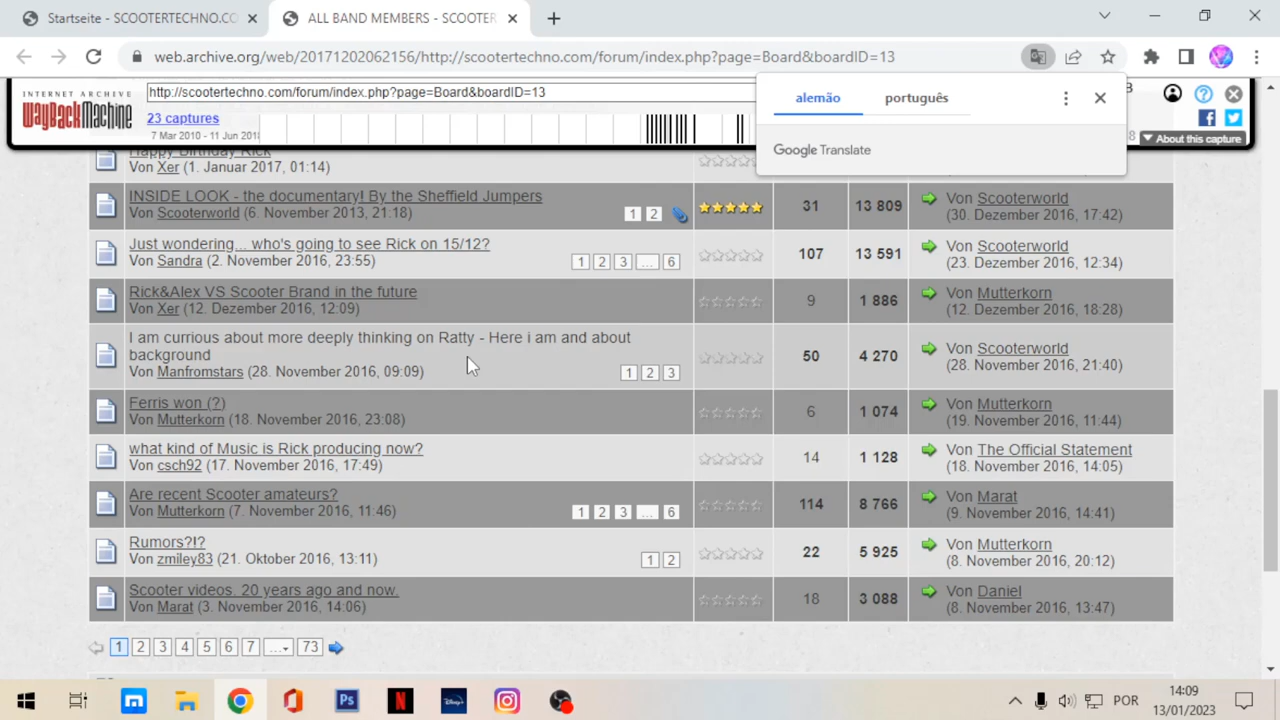 Startseite - SCOOTERTECHNO.CO
ALL BAND MEMBERS - SCOOTER
web.archive.org/web/20171202062156/http://scootertechno.com/forum/index.php?page=Board&boardID=13
INTERNET ARCHIVE
WayBackMachine
http://scootertechno.com/forum/index.php?page=Board&boardID=13
23 captures
7 Mar 2010 - 11 Jun 2018
About this capture
alemão
português
Google Translate
Happy Birthday Rick
Von Xer (1. Januar 2017, 01:14)
INSIDE LOOK - the documentary! By the Sheffield Jumpers
Von Scooterworld (6. November 2013, 21:18)
1 2
31
13 809
Von Scooterworld
(30. Dezember 2016, 17:42)
Just wondering... who's going to see Rick on 15/12?
Von Sandra (2. November 2016, 23:55)
1 2 3 ... 6
107
13 591
Von Scooterworld
(23. Dezember 2016, 12:34)
Rick&Alex VS Scooter Brand in the future
Von Xer (12. Dezember 2016, 12:09)
9
1 886
Von Mutterkorn
(12. Dezember 2016, 18:28)
I am currious about more deeply thinking on Ratty - Here i am and about
background
Von Manfromstars (28. November 2016, 09:09)
1 2 3
50
4 270
Von Scooterworld
(28. November 2016, 21:40)
Ferris won (?)
Von Mutterkorn (18. November 2016, 23:08)
6
1 074
Von Mutterkorn
(19. November 2016, 11:44)
what kind of Music is Rick producing now?
Von csch92 (17. November 2016, 17:49)
14
1 128
Von The Official Statement
(18. November 2016, 14:05)
Are recent Scooter amateurs?
Von Mutterkorn (7. November 2016, 11:46)
1 2 3 ... 6
114
8 766
Von Marat
(9. November 2016, 14:41)
Rumors?!?
Von zmiley83 (21. Oktober 2016, 13:11)
1 2
22
5 925
Von Mutterkorn
(8. November 2016, 20:12)
Scooter videos. 20 years ago and now.
Von Marat (3. November 2016, 14:06)
18
3 088
Von Daniel
(8. November 2016, 13:47)
1 2 3 4 5 6 7 ... 73
POR
14:09
13/01/2023